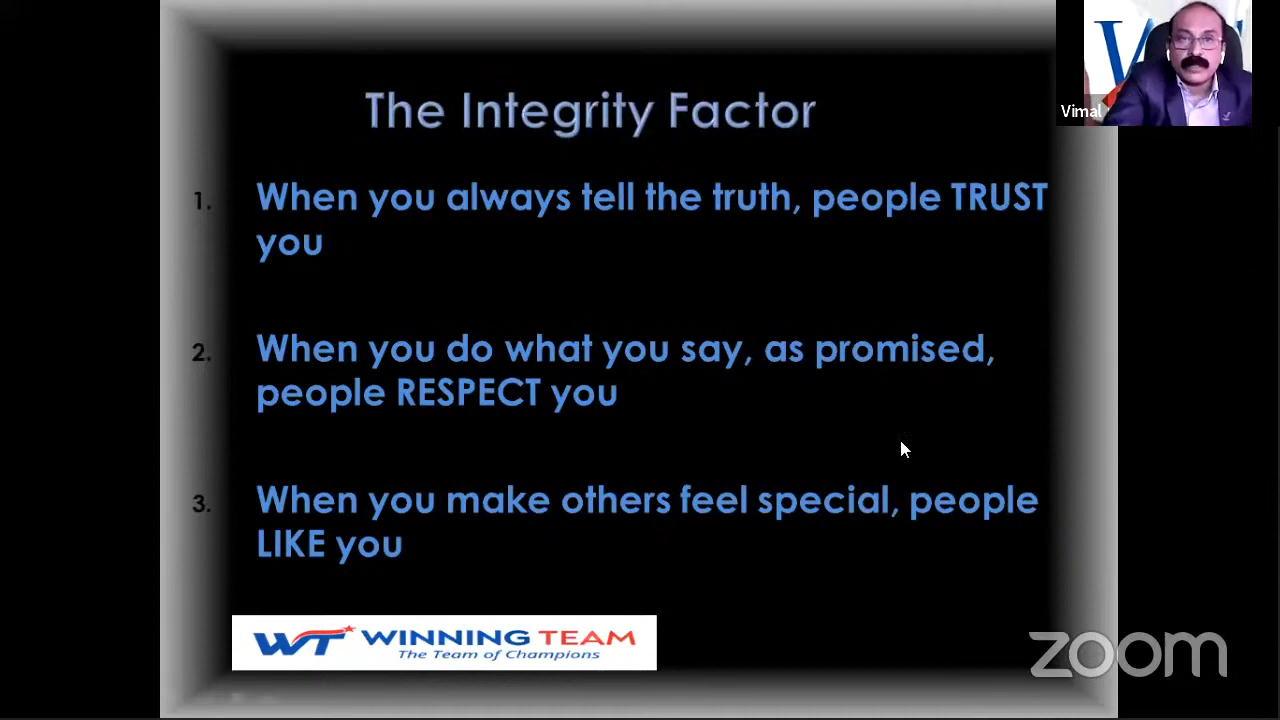 The Integrity Factor
1. When you always tell the truth, people TRUST
you
2. When you do what you say, as promised,
people RESPECT you
3. When you make others feel special, people
LIKE you
WT WINNING TEAM
The Team of Champions
Vimal
zoom